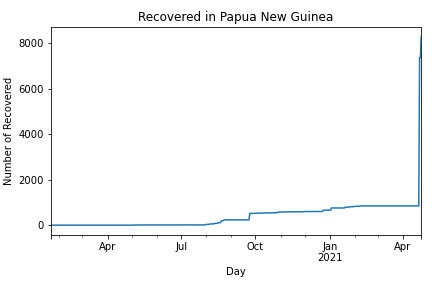 Recovered in Papua New Guinea
Number of Recovered
8000
6000
4000
2000
0
Apr
Jul
Oct
Jan
2021
Apr
Day